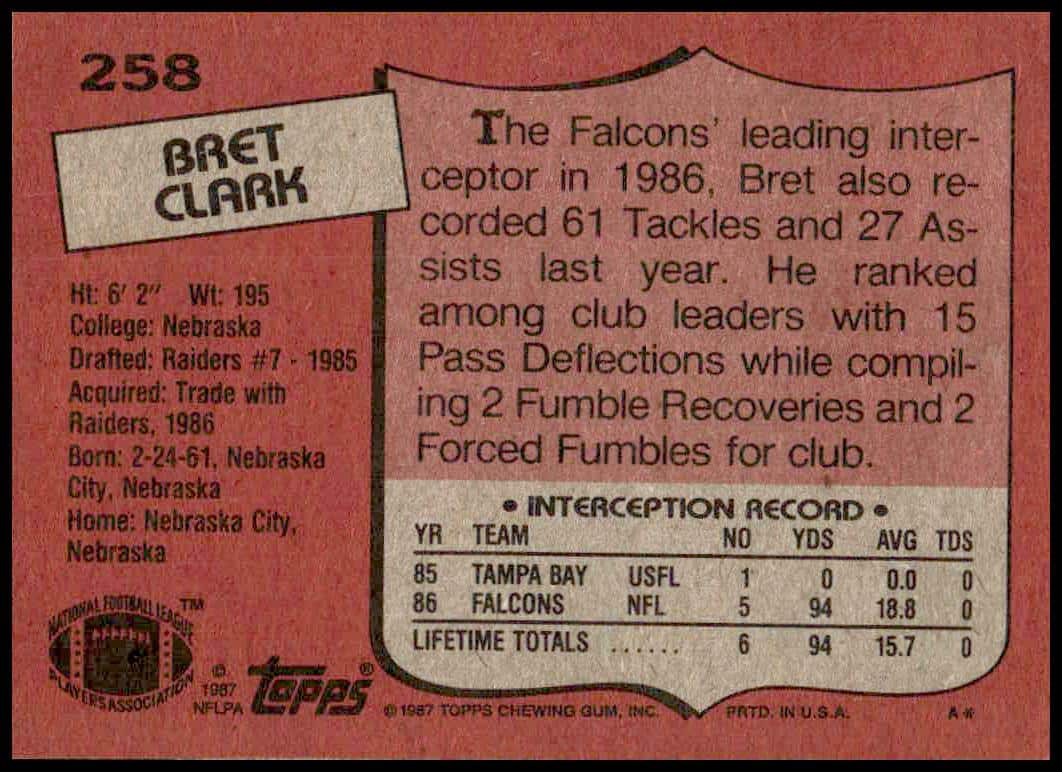 258
BRET
CLARK
Ht: 6' 2" Wt: 195
College: Nebraska
Drafted: Raiders #7 - 1985
Acquired: Trade with
Raiders, 1986
Born: 2-24-61, Nebraska
City, Nebraska
Home: Nebraska City,
Nebraska
NATIONAL FOOTBALL LEAGUE ™
PLAYERS ASSOCIATION
©
1987
NFLPA
Topps®
The Falcons' leading inter-
ceptor in 1986, Bret also re-
corded 61 Tackles and 27 As-
sists last year. He ranked
among club leaders with 15
Pass Deflections while compil-
ing 2 Fumble Recoveries and 2
Forced Fumbles for club.
• INTERCEPTION RECORD •
YR TEAM NO YDS AVG TDS
85 TAMPA BAY USFL 1 0 0.0 0
86 FALCONS NFL 5 94 18.8 0
LIFETIME TOTALS ...... 6 94 15.7 0
© 1987 TOPPS CHEWING GUM, INC. PRTD. IN U.S.A. A*